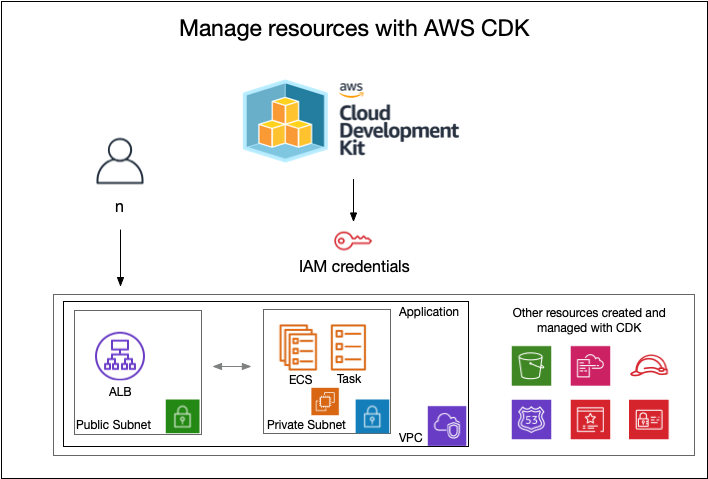 Manage resources with AWS CDK
aws
Cloud
Development
Kit
n
IAM credentials
Application
Other resources created and
managed with CDK
ALB
ECS
Task
Public Subnet
Private Subnet
VPC
53